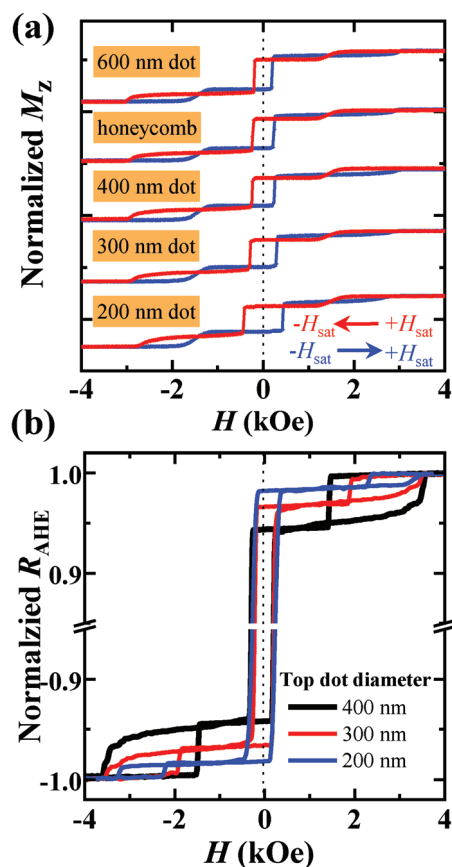 (a)
Normalized Mz
600 nm dot
honeycomb
400 nm dot
300 nm dot
200 nm dot
-Hsat +Hsat
-Hsat +Hsat
-4 -2 0 2 4
H (kOe)
(b)
Normalzied RAHE
1.0
0.9
-0.9
-1.0
Top dot diameter
400 nm
300 nm
200 nm
-4 -2 0 2 4
H (kOe)